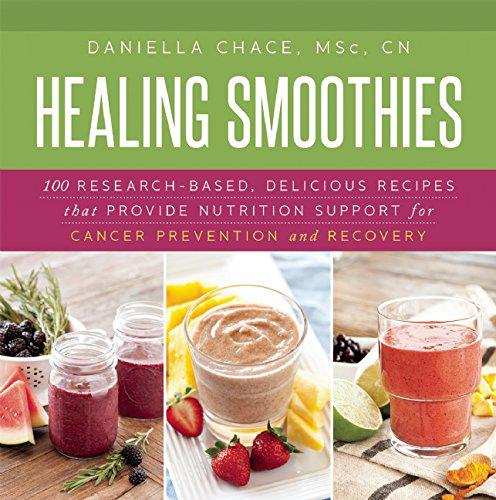 DANIELLA CHACE, MSc, CN
HEALING SMOOTHIES
100 RESEARCH-BASED, DELICIOUS RECIPES
that PROVIDE NUTRITION SUPPORT for
CANCER PREVENTION and RECOVERY